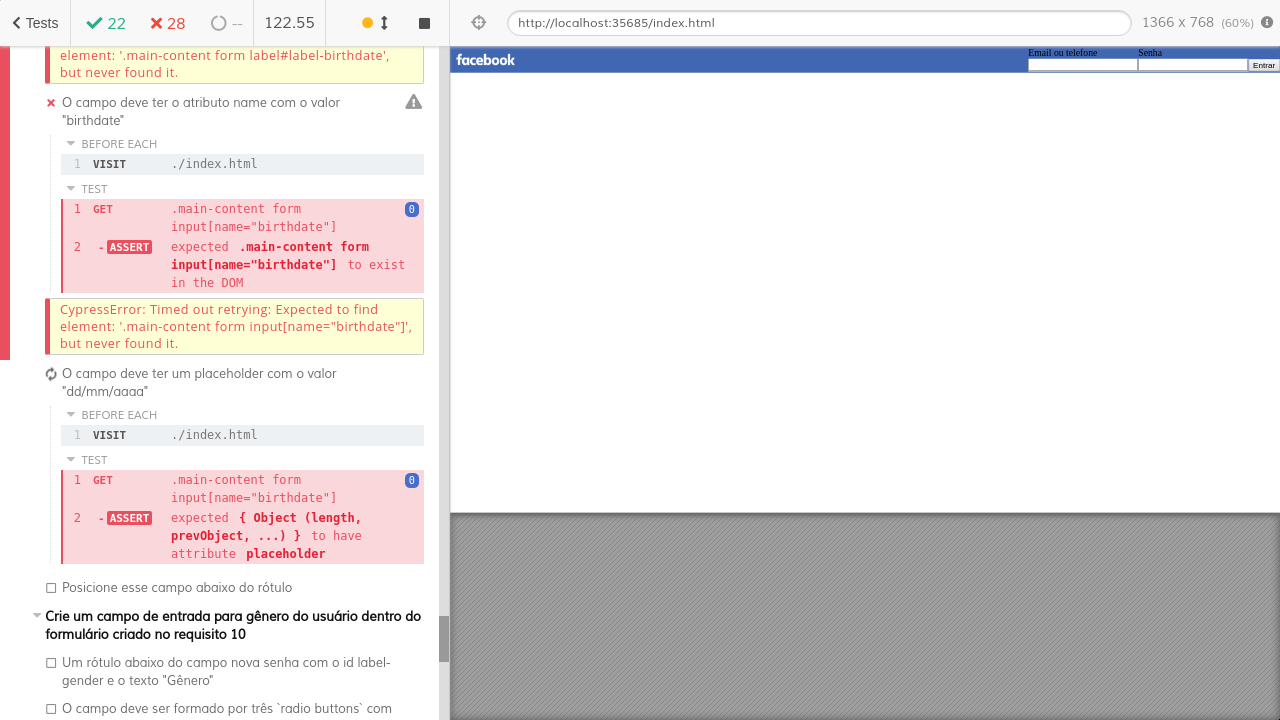 Tests
22
28
--
122.55
http://localhost:35685/index.html
1366 x 768 (60%)
element: '.main-content form label#label-birthdate',
but never found it.
O campo deve ter o atributo name com o valor
"birthdate"
BEFORE EACH
1 VISIT ./index.html
TEST
1 GET .main-content form 0
input[name="birthdate"]
2 -ASSERT expected .main-content form
input[name="birthdate"] to exist
in the DOM
CypressError: Timed out retrying: Expected to find
element: '.main-content form input[name="birthdate"]',
but never found it.
O campo deve ter um placeholder com o valor
"dd/mm/aaaa"
BEFORE EACH
1 VISIT ./index.html
TEST
1 GET .main-content form 0
input[name="birthdate"]
2 -ASSERT expected { Object (length,
prevObject, ...) } to have
attribute placeholder
Posicione esse campo abaixo do rótulo
Crie um campo de entrada para gênero do usuário dentro do
formulário criado no requisito 10
Um rótulo abaixo do campo nova senha com o id label-
gender e o texto "Gênero"
O campo deve ser formado por três `radio buttons` com
facebook
Email ou telefone
Senha
Entrar